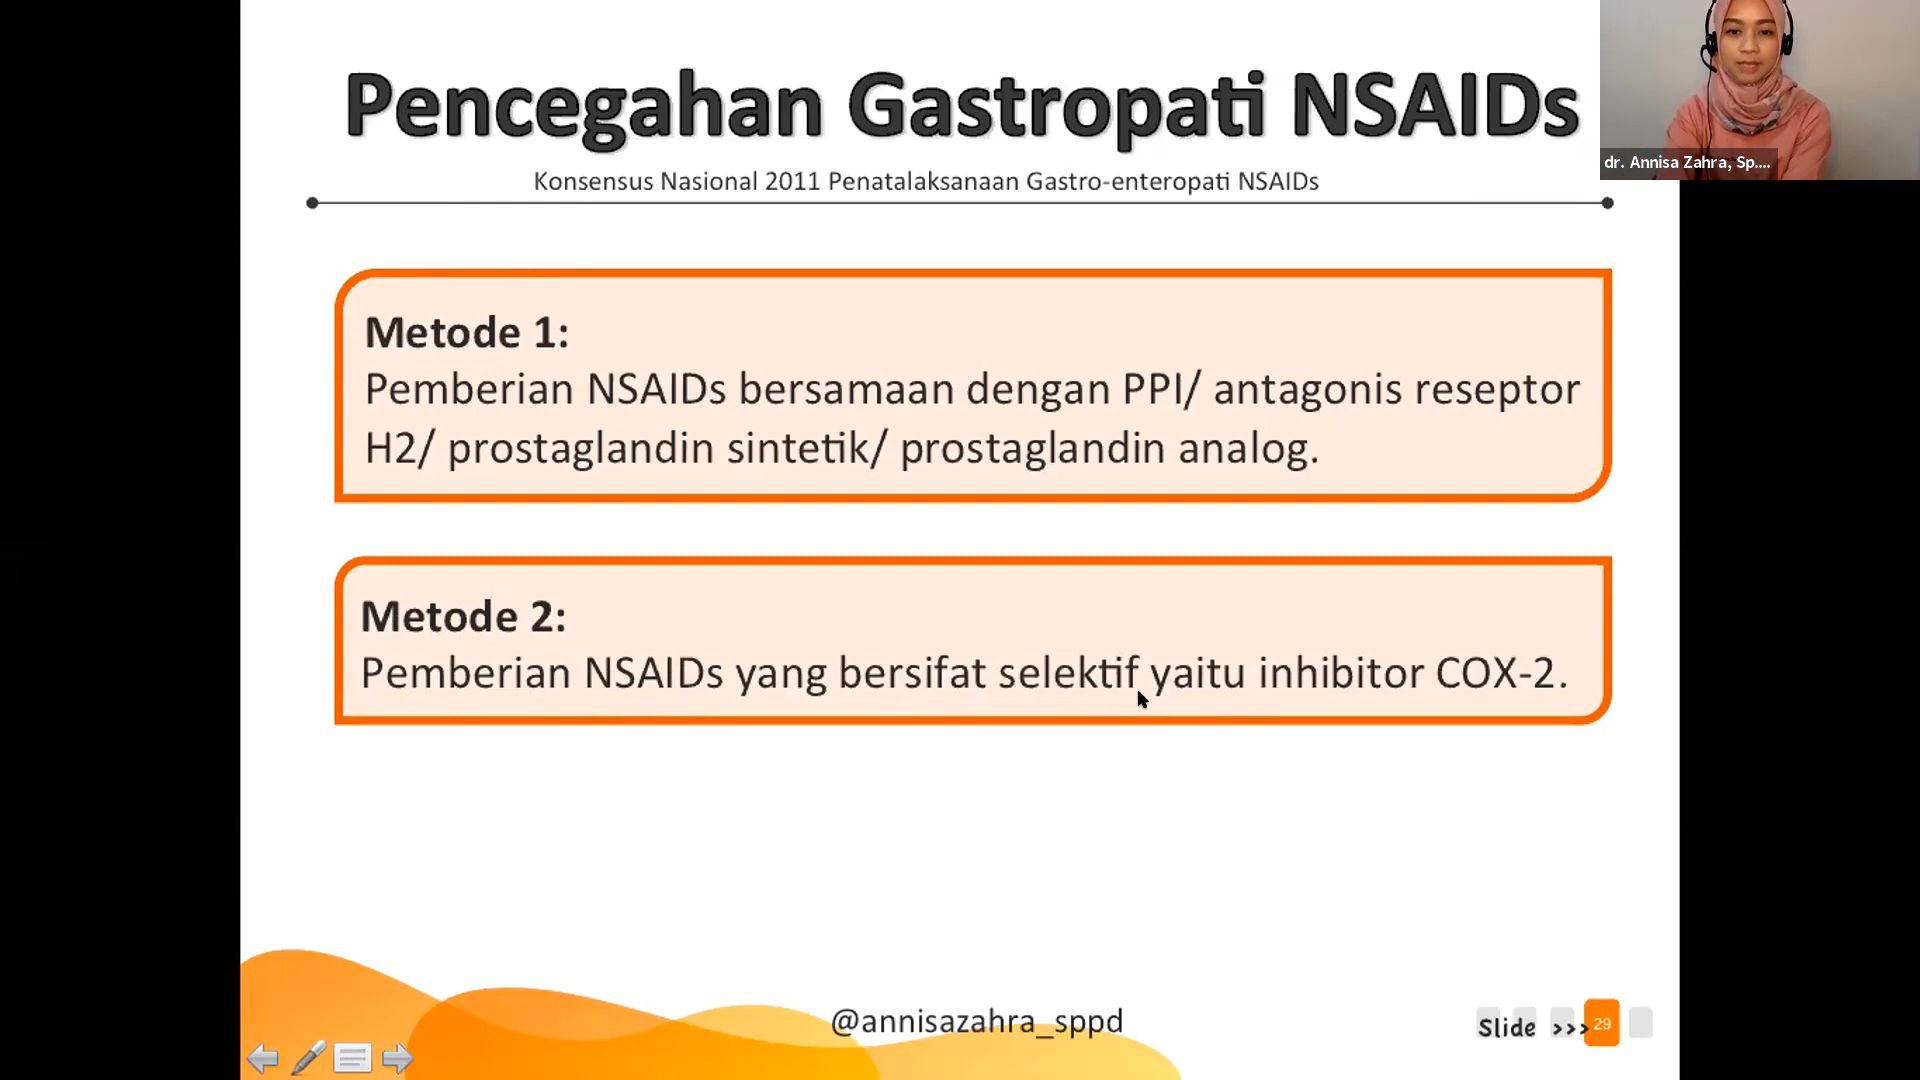 Pencegahan Gastropati NSAIDs
dr. Annisa Zahra, Sp....
Konsensus Nasional 2011 Penatalaksanaan Gastro-enteropati NSAIDs
Metode 1:
Pemberian NSAIDs bersamaan dengan PPI/ antagonis reseptor
H2/ prostaglandin sintetik/ prostaglandin analog.
Metode 2:
Pemberian NSAIDs yang bersifat selektif yaitu inhibitor COX-2.
@annisazahra_sppd
Slide >>> 29